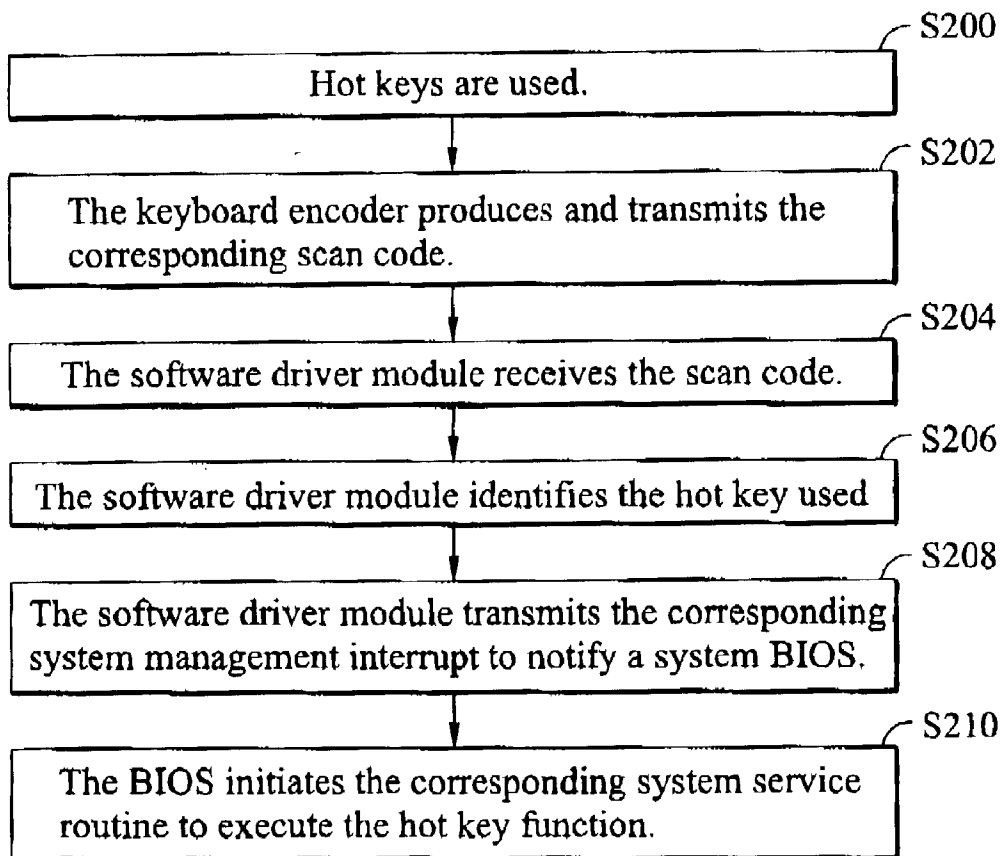 S200
Hot keys are used.
S202
The keyboard encoder produces and transmits the
corresponding scan code.
S204
The software driver module receives the scan code.
S206
The software driver module identifies the hot key used
S208
The software driver module transmits the corresponding
system management interrupt to notify a system BIOS.
S210
The BIOS initiates the corresponding system service
routine to execute the hot key function.